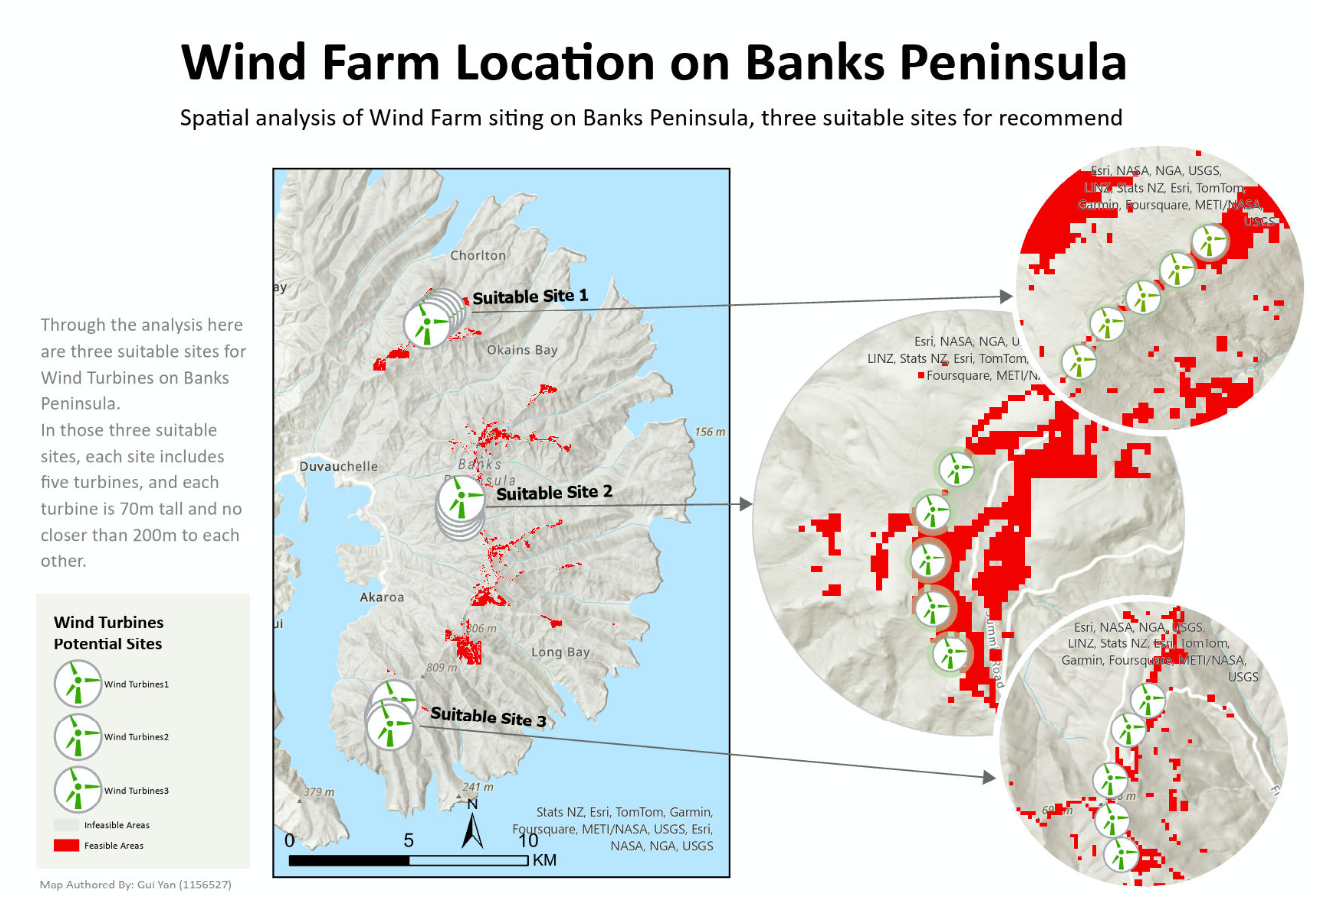 Wind Farm Location on Banks Peninsula
Spatial analysis of Wind Farm siting on Banks Peninsula, three suitable sites for recommend
Through the analysis here
are three suitable sites for
Wind Turbines on Banks
Peninsula.
In those three suitable
sites, each site includes
five turbines, and each
turbine is 70m tall and no
closer than 200m to each
other.
Wind Turbines
Potential Sites
Wind Turbines1
Wind Turbines2
Wind Turbines3
Infeasible Areas
Feasible Areas
Map Authored By: Gui Yan (1156527)
Chorlton
ay
Suitable Site 1
Okains Bay
156 m
Duvauchelle
Banks
sula
Suitable Site 2
Akaroa
ui
806 m
Long Bay
809 m
Suitable Site 3
379 m
241 m
N
0 5 10
KM
Stats NZ, Esri, TomTom, Garmin,
Foursquare, METI/NASA, USGS, Esri,
NASA, NGA, USGS
Esri, NASA, NGA, USGS,
LINZ, Stats NZ, Esri, TomTom,
Garmin, Foursquare, METI/NASA,
USGS
Esri, NASA, NGA, U
LINZ, Stats NZ, Esri, TomTom,
Foursquare, METI/N
Summit Road
Esri, NASA, NGA, USGS,
LINZ, Stats NZ, Esri, TomTom,
Garmin, Foursquare, METI/NASA,
USGS